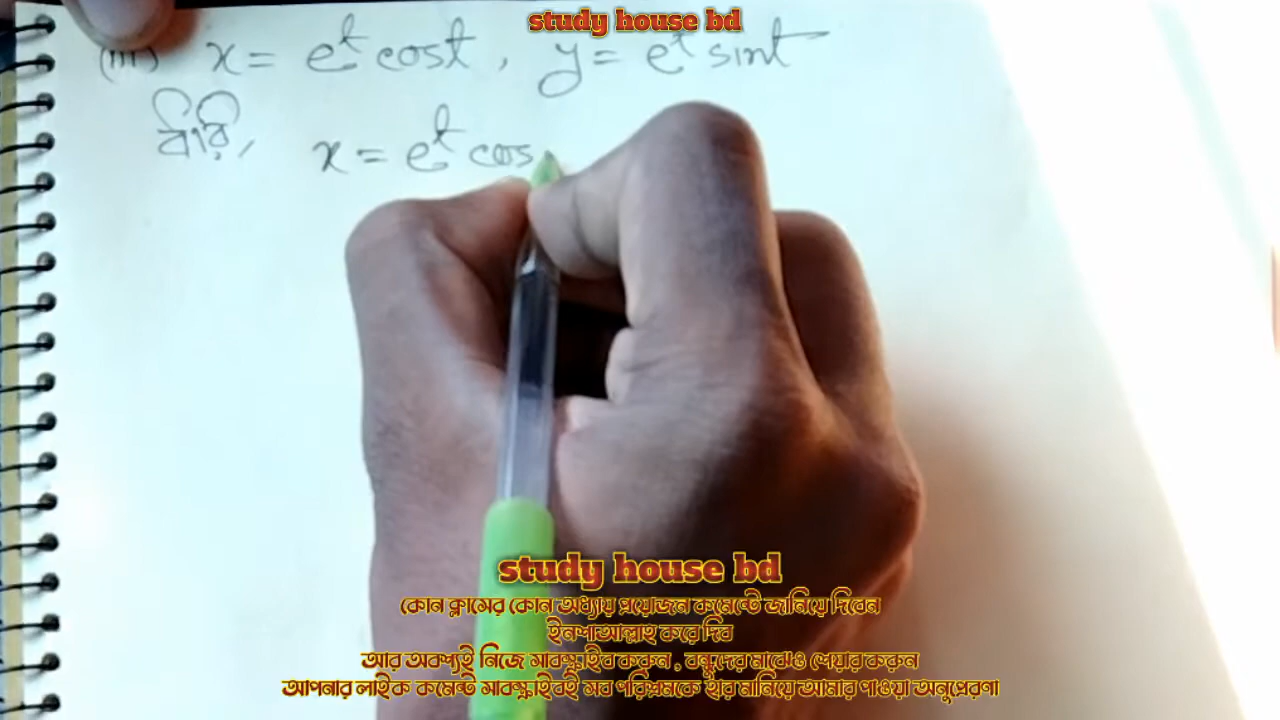 study house bd
(iii) x = e^t cost, y = e^t sint
ধরি, x = e^t cos
study house bd
কোন ক্লাসের কোন অধ্যায় প্রয়োজন কমেন্টে জানিয়ে দিবেন
ইনশাআল্লাহ করে দিব
আর অবশ্যই নিজে সাবস্ক্রাইব করুন , বন্ধুদের মাঝেও শেয়ার করুন
আপনার লাইক কমেন্ট সাবস্ক্রাইবই সব পরিশ্রমকে হার মানিয়ে আমার পাওয়া অনুপ্রেরণা